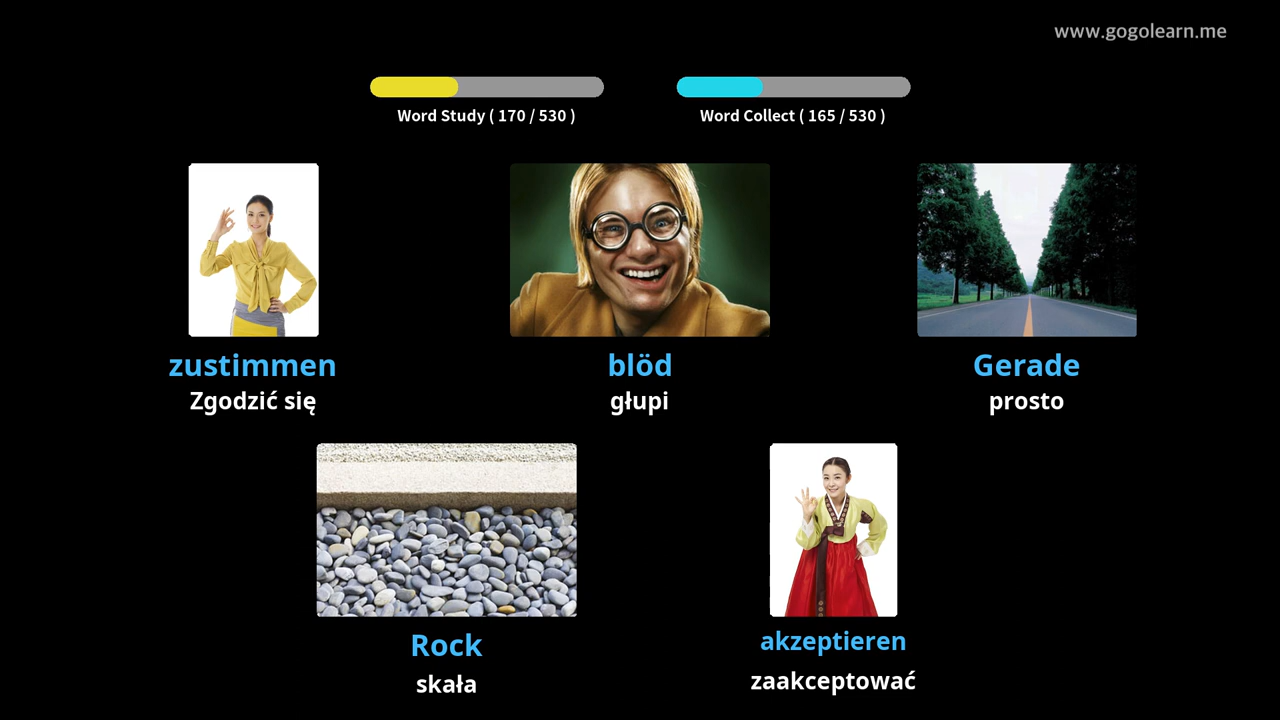 www.gogolearn.me
Word Study ( 170 / 530 )
Word Collect ( 165 / 530 )
zustimmen
Zgodzić się
blöd
głupi
Gerade
prosto
Rock
skała
akzeptieren
zaakceptować